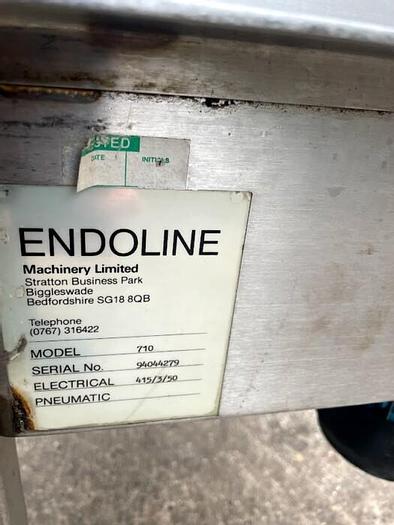 DATE INITIALS
ENDOLINE
Machinery Limited
Stratton Business Park
Biggleswade
Bedfordshire SG18 8QB
Telephone
(0767) 316422
MODEL 710
SERIAL No. 94044279
ELECTRICAL 415/3/50
PNEUMATIC